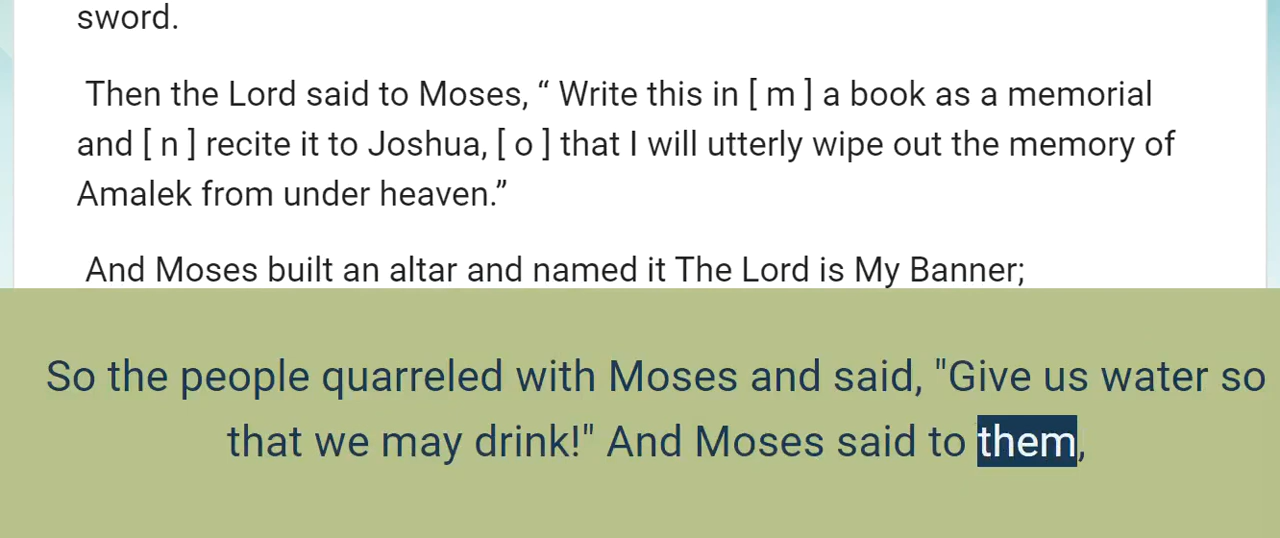 sword.
Then the Lord said to Moses, “ Write this in [ m ] a book as a memorial
and [ n ] recite it to Joshua, [ o ] that I will utterly wipe out the memory of
Amalek from under heaven.”
And Moses built an altar and named it The Lord is My Banner;
So the people quarreled with Moses and said, "Give us water so
that we may drink!" And Moses said to them,